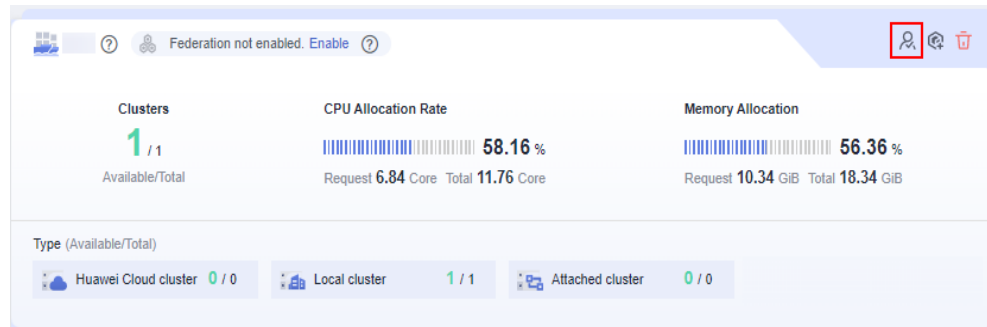 Federation not enabled. Enable
Clusters
1 / 1
Available/Total
CPU Allocation Rate
58.16 %
Request 6.84 Core Total 11.76 Core
Memory Allocation
56.36 %
Request 10.34 GiB Total 18.34 GiB
Type (Available/Total)
Huawei Cloud cluster 0 / 0
Local cluster 1 / 1
Attached cluster 0 / 0